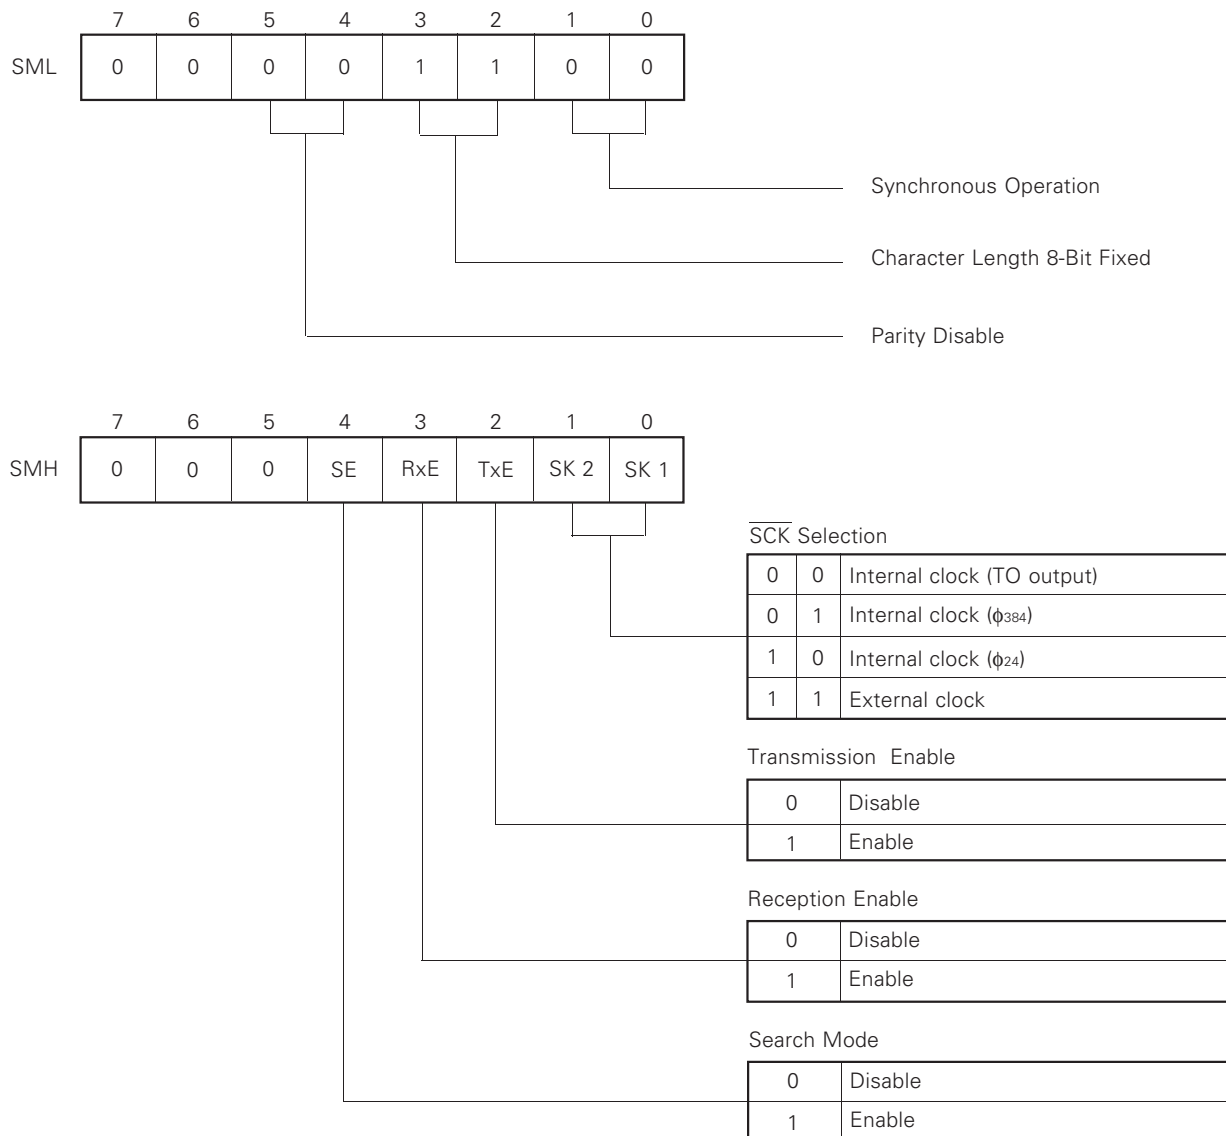 7 6 5 4 3 2 1 0
SML 0 0 0 0 1 1 0 0
Synchronous Operation
Character Length 8-Bit Fixed
Parity Disable
7 6 5 4 3 2 1 0
SMH 0 0 0 SE RxE TxE SK 2 SK 1
SCK Selection
0 0 Internal clock (TO output)
0 1 Internal clock (ϕ384)
1 0 Internal clock (ϕ24)
1 1 External clock
Transmission Enable
0 Disable
1 Enable
Reception Enable
0 Disable
1 Enable
Search Mode
0 Disable
1 Enable